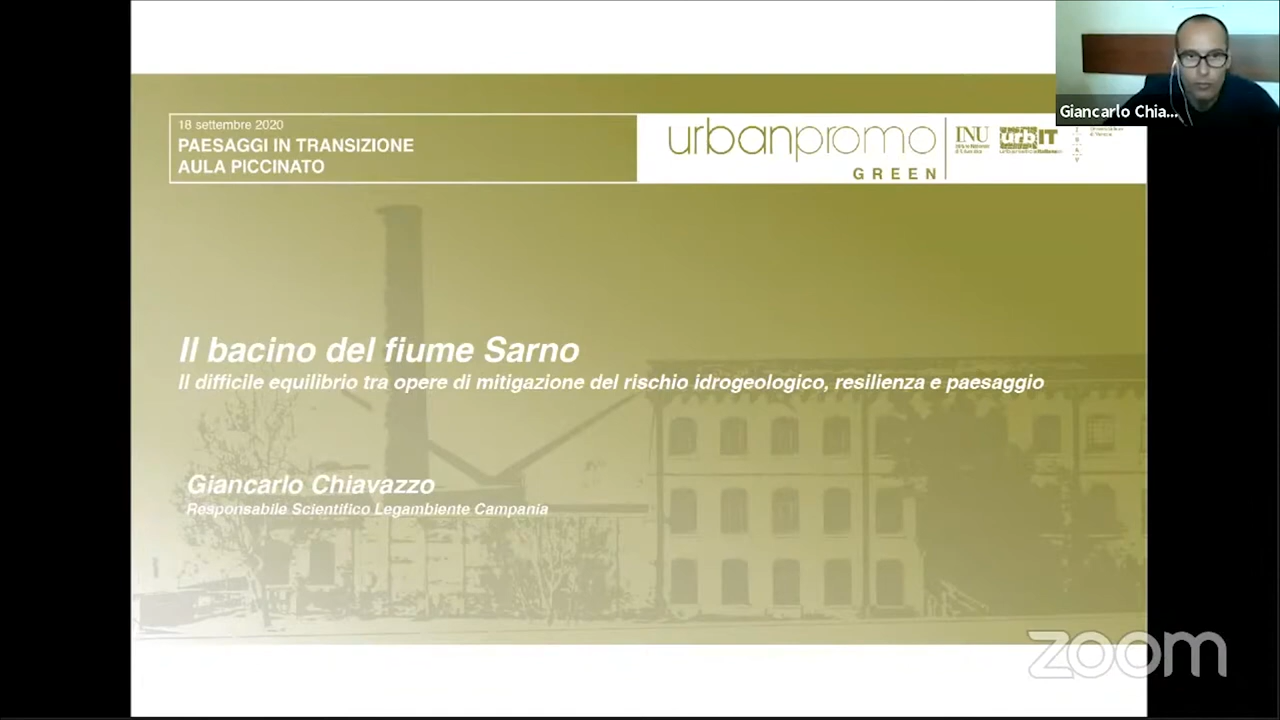 Giancarlo Chia...
18 settembre 2020
PAESAGGI IN TRANSIZIONE
AULA PICCINATO
urbanpromo
GREEN
INU
urbIT
Il bacino del fiume Sarno
Il difficile equilibrio tra opere di mitigazione del rischio idrogeologico, resilienza e paesaggio
Giancarlo Chiavazzo
Responsabile Scientifico Legambiente Campania
zoom